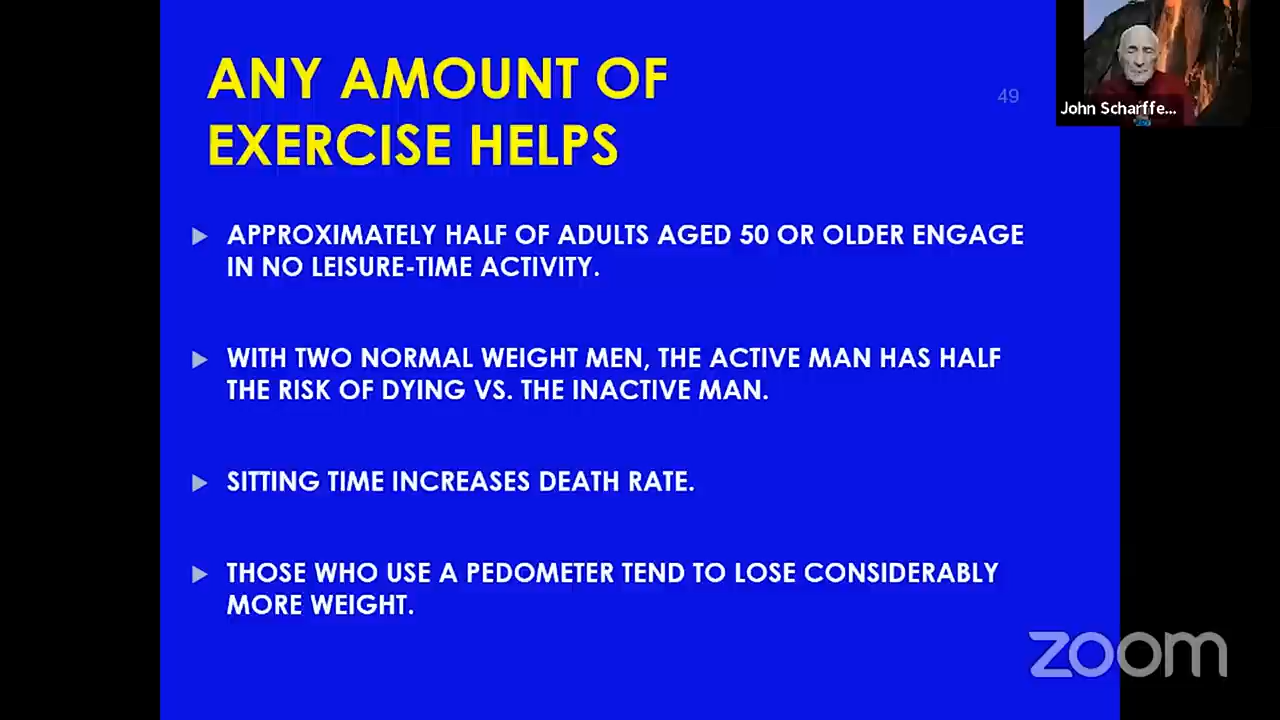 ANY AMOUNT OF
EXERCISE HELPS
49
John Scharffe...
APPROXIMATELY HALF OF ADULTS AGED 50 OR OLDER ENGAGE
IN NO LEISURE-TIME ACTIVITY.
WITH TWO NORMAL WEIGHT MEN, THE ACTIVE MAN HAS HALF
THE RISK OF DYING VS. THE INACTIVE MAN.
SITTING TIME INCREASES DEATH RATE.
THOSE WHO USE A PEDOMETER TEND TO LOSE CONSIDERABLY
MORE WEIGHT.
zoom